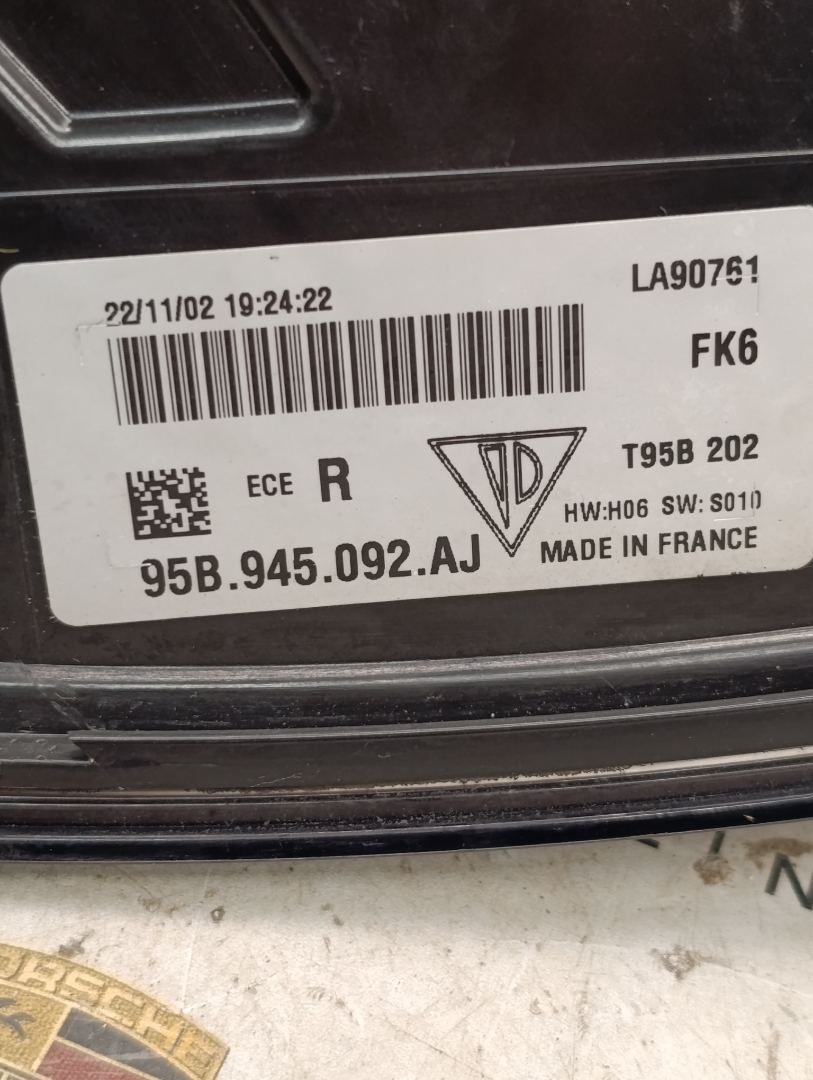 22/11/02 19:24:22
LA90761
FK6
ECE R
T95B 202
HW:H06 SW: S010
95B.945.092.AJ
MADE IN FRANCE
PORSCHE